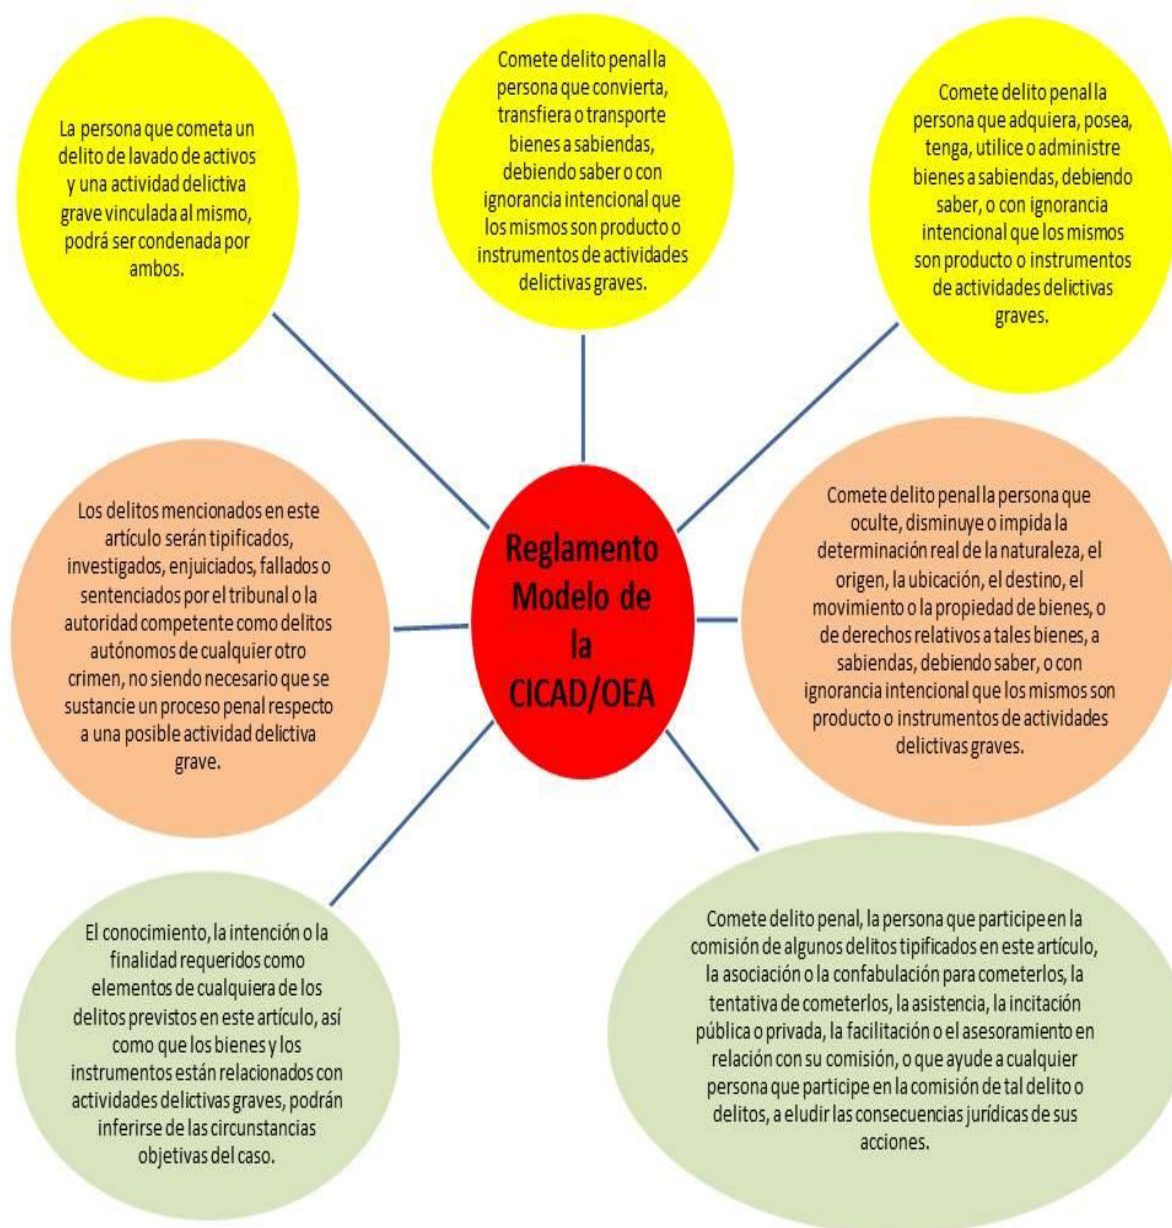 La persona que cometa un
delito de lavado de activos
y una actividad delictiva
grave vinculada al mismo,
podrá ser condenada por
ambos.
Comete delito penal la
persona que convierta,
transfiera o transporte
bienes a sabiendas,
debiendo saber o con
ignorancia intencional que
los mismos son producto o
instrumentos de actividades
delictivas graves.
Comete delito penal la
persona que adquiera, posea,
tenga, utilice o administre
bienes a sabiendas, debiendo
saber, o con ignorancia
intencional que los mismos
son producto o instrumentos
de actividades delictivas
graves.
Los delitos mencionados en este
artículo serán tipificados,
investigados, enjuiciados, fallados o
sentenciados por el tribunal o la
autoridad competente como delitos
autónomos de cualquier otro
crimen, no siendo necesario que se
sustancie un proceso penal respecto
a una posible actividad delictiva
grave.
Reglamento
Modelo de
la
CICAD/OEA
Comete delito penal la persona que
oculte, disminuye o impida la
determinación real de la naturaleza, el
origen, la ubicación, el destino, el
movimiento o la propiedad de bienes, o
de derechos relativos a tales bienes, a
sabiendas, debiendo saber, o con
ignorancia intencional que los mismos son
producto o instrumentos de actividades
delictivas graves.
El conocimiento, la intención o la
finalidad requeridos como
elementos de cualquiera de los
delitos previstos en este artículo, así
como que los bienes y los
instrumentos están relacionados con
actividades delictivas graves, podrán
inferirse de las circunstancias
objetivas del caso.
Comete delito penal, la persona que participe en la
comisión de algunos delitos tipificados en este artículo,
la asociación o la confabulación para cometerlos, la
tentativa de cometerlos, la asistencia, la incitación
pública o privada, la facilitación o el asesoramiento en
relación con su comisión, o que ayude a cualquier
persona que participe en la comisión de tal delito o
delitos, a eludir las consecuencias jurídicas de sus
acciones.